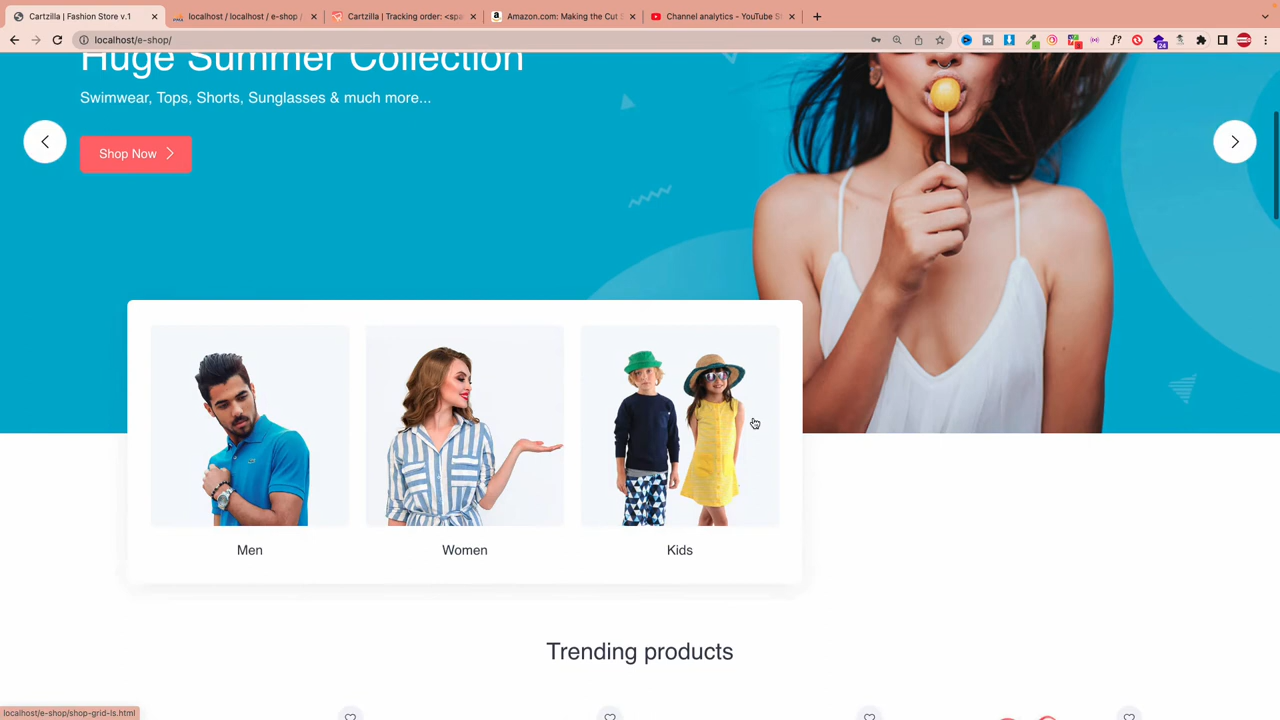 Cartzilla | Fashion Store v.1
localhost / localhost / e-shop /
Cartzilla | Tracking order: <spa
Amazon.com: Making the Cut S
Channel analytics - YouTube S
localhost/e-shop/
Huge Summer Collection
Swimwear, Tops, Shorts, Sunglasses & much more...
Shop Now
Men
Women
Kids
Trending products
localhost/e-shop/shop-grid-ls.html